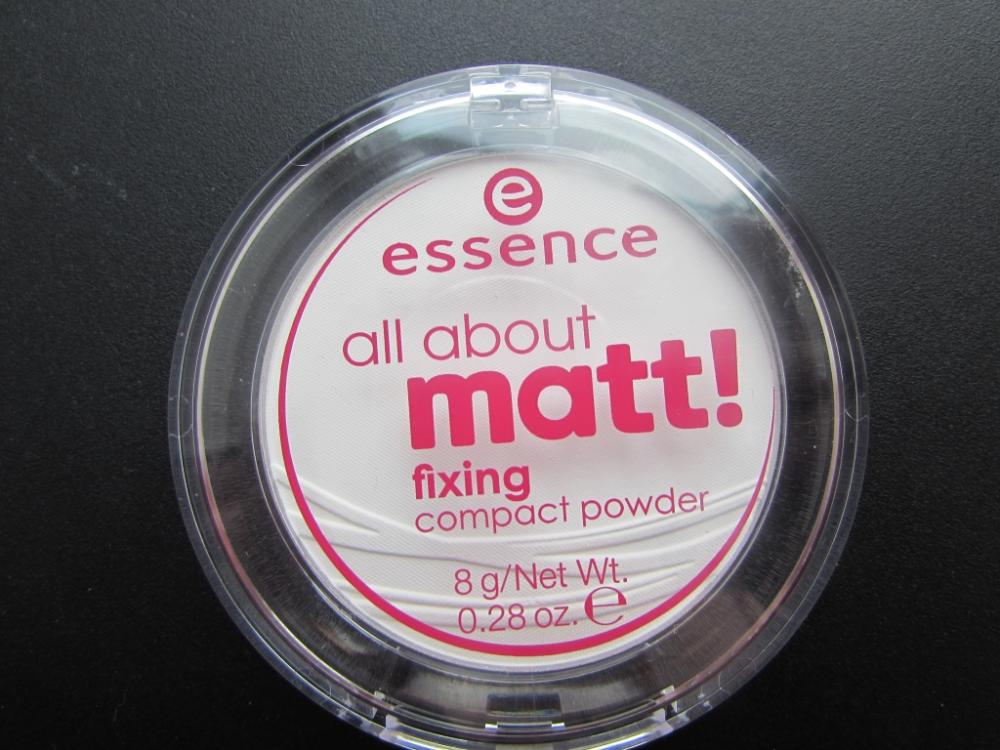 e
essence
all about
matt!
fixing
compact powder
8 g/Net Wt.
0.28 oz. ℮